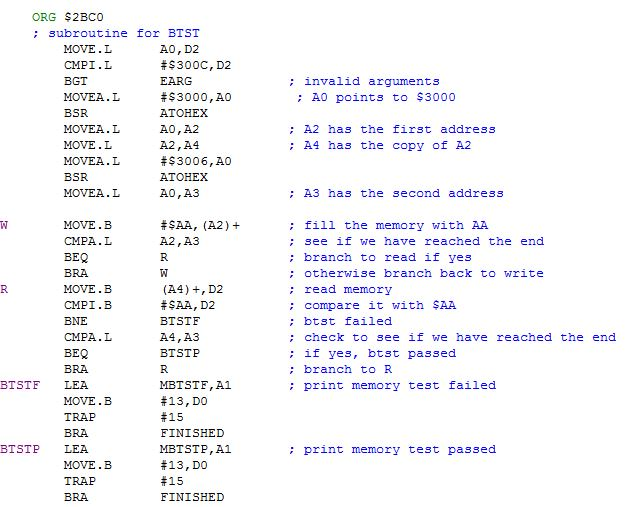 ORG $2BC0
; subroutine for BTST
MOVE.L A0,D2
CMPI.L #$300C,D2
BGT EARG ; invalid arguments
MOVEA.L #$3000,A0 ; A0 points to $3000
BSR ATOHEX
MOVEA.L A0,A2 ; A2 has the first address
MOVE.L A2,A4 ; A4 has the copy of A2
MOVEA.L #$3006,A0
BSR ATOHEX
MOVEA.L A0,A3 ; A3 has the second address
W MOVE.B #$AA,(A2)+ ; fill the memory with AA
CMPA.L A2,A3 ; see if we have reached the end
BEQ R ; branch to read if yes
BRA W ; otherwise branch back to write
R MOVE.B (A4)+,D2 ; read memory
CMPI.B #$AA,D2 ; compare it with $AA
BNE BTSTF ; btst failed
CMPA.L A4,A3 ; check to see if we have reached the end
BEQ BTSTP ; if yes, btst passed
BRA R ; branch to R
BTSTF LEA MBTSTF,A1 ; print memory test failed
MOVE.B #13,D0
TRAP #15
BRA FINISHED
BTSTP LEA MBTSTP,A1 ; print memory test passed
MOVE.B #13,D0
TRAP #15
BRA FINISHED